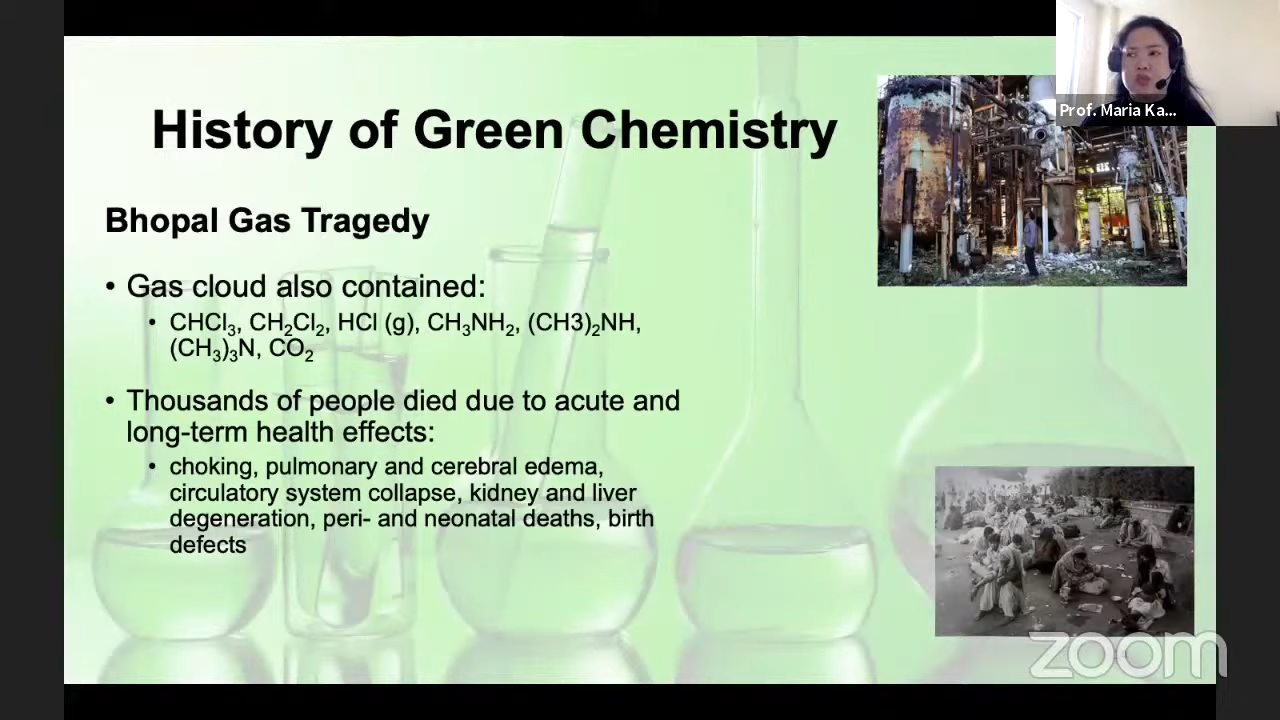 Prof. Maria Ka...
History of Green Chemistry
Bhopal Gas Tragedy
• Gas cloud also contained:
• CHCl₃, CH₂Cl₂, HCl (g), CH₃NH₂, (CH3)₂NH,
(CH₃)₃N, CO₂
• Thousands of people died due to acute and
long-term health effects:
• choking, pulmonary and cerebral edema,
circulatory system collapse, kidney and liver
degeneration, peri- and neonatal deaths, birth
defects
zoom